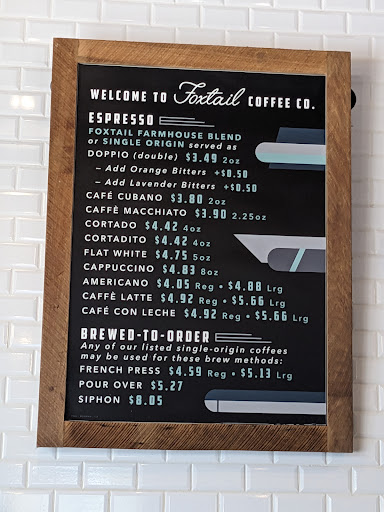 WELCOME TO Foxtail COFFEE CO.
ESPRESSO
FOXTAIL FARMHOUSE BLEND
or SINGLE ORIGIN served as
DOPPIO (double) $3.49 2oz
– Add Orange Bitters +$0.50
– Add Lavender Bitters +$0.50
CAFÉ CUBANO $3.80 2oz
CAFFÈ MACCHIATO $3.90 2.25oz
CORTADO $4.42 4oz
CORTADITO $4.42 4oz
FLAT WHITE $4.75 5oz
CAPPUCCINO $4.83 8oz
AMERICANO $4.05 Reg • $4.88 Lrg
CAFFÈ LATTE $4.92 Reg • $5.66 Lrg
CAFÉ CON LECHE $4.92 Reg • $5.66 Lrg
BREWED-TO-ORDER
Any of our listed single-origin coffees
may be used for these brew methods:
FRENCH PRESS $4.59 Reg • $5.13 Lrg
POUR OVER $5.27
SIPHON $8.05